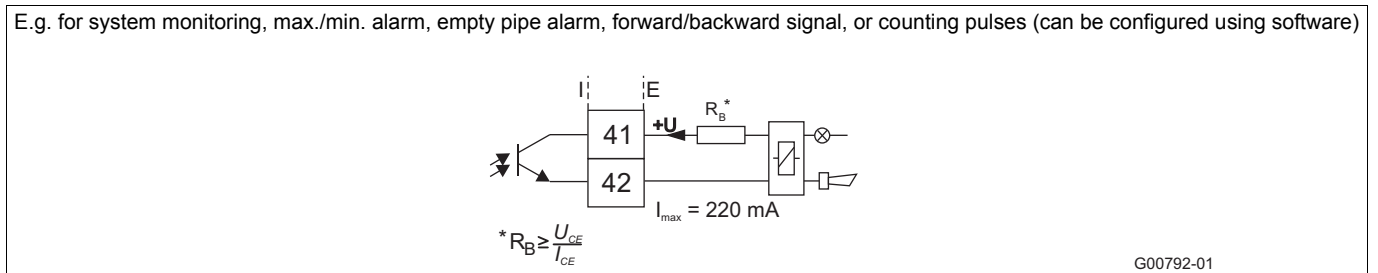 E.g. for system monitoring, max./min. alarm, empty pipe alarm, forward/backward signal, or counting pulses (can be configured using software)
I E
R_B*
41 +U
42
I_max = 220 mA
*R_B ≥ U_CE / I_CE
G00792-01